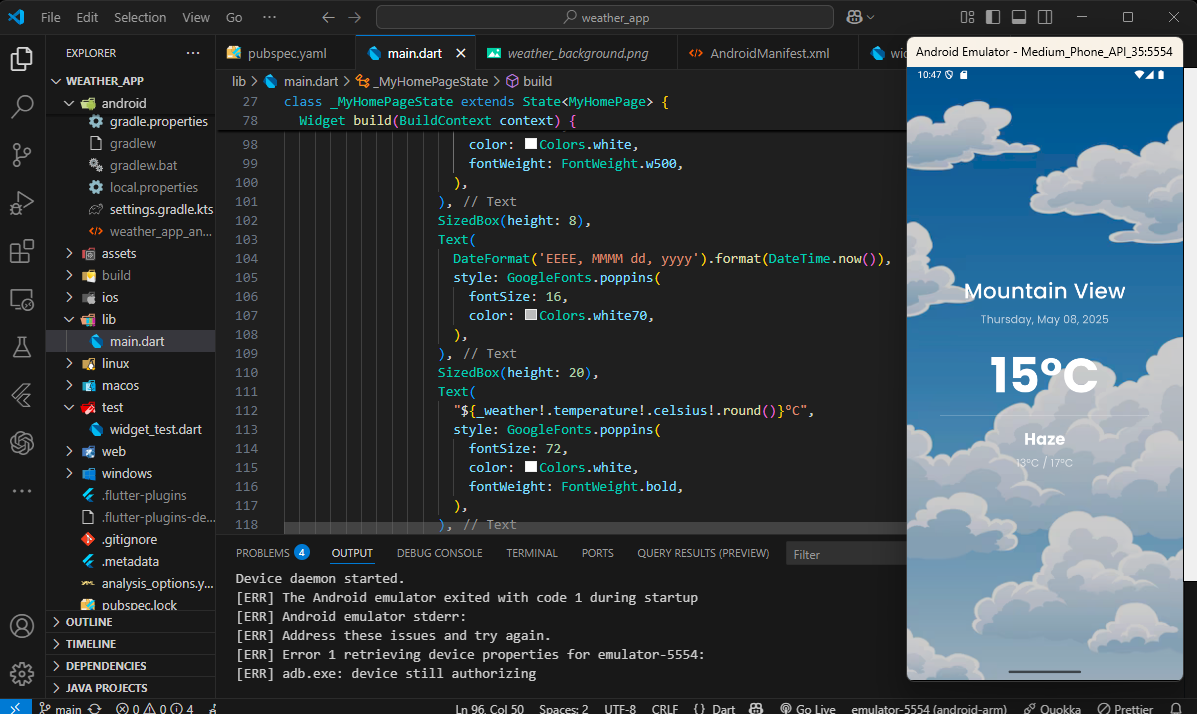 File Edit Selection View Go ··· weather_app
EXPLORER ···
WEATHER_APP
android
gradle.properties
gradlew
gradlew.bat
local.properties
settings.gradle.kts
weather_app_an...
assets
build
ios
lib
main.dart
linux
macos
test
widget_test.dart
web
windows
.flutter-plugins
.flutter-plugins-de...
.gitignore
.metadata
analysis_options.y...
pubspec.lock
OUTLINE
TIMELINE
DEPENDENCIES
JAVA PROJECTS
pubspec.yaml main.dart weather_background.png AndroidManifest.xml
lib > main.dart > _MyHomePageState > build
27 class _MyHomePageState extends State<MyHomePage> {
78 Widget build(BuildContext context) {
98 color: Colors.white,
99 fontWeight: FontWeight.w500,
100 ),
101 ), // Text
102 SizedBox(height: 8),
103 Text(
104 DateFormat('EEEE, MMMM dd, yyyy').format(DateTime.now()),
105 style: GoogleFonts.poppins(
106 fontSize: 16,
107 color: Colors.white70,
108 ),
109 ), // Text
110 SizedBox(height: 20),
111 Text(
112 "${_weather!.temperature!.celsius!.round()}°C",
113 style: GoogleFonts.poppins(
114 fontSize: 72,
115 color: Colors.white,
116 fontWeight: FontWeight.bold,
117 ),
118 ), // Text
PROBLEMS 4 OUTPUT DEBUG CONSOLE TERMINAL PORTS QUERY RESULTS (PREVIEW) Filter
Device daemon started.
[ERR] The Android emulator exited with code 1 during startup
[ERR] Android emulator stderr:
[ERR] Address these issues and try again.
[ERR] Error 1 retrieving device properties for emulator-5554:
[ERR] adb.exe: device still authorizing
Android Emulator - Medium_Phone_API_35:5554
10:47
Mountain View
Thursday, May 08, 2025
15°C
Haze
13°C / 17°C
main 0 0 4 Ln 96, Col 50 Spaces: 2 UTF-8 CRLF {} Dart Go Live emulator-5554 (android-arm) Quokka Prettier